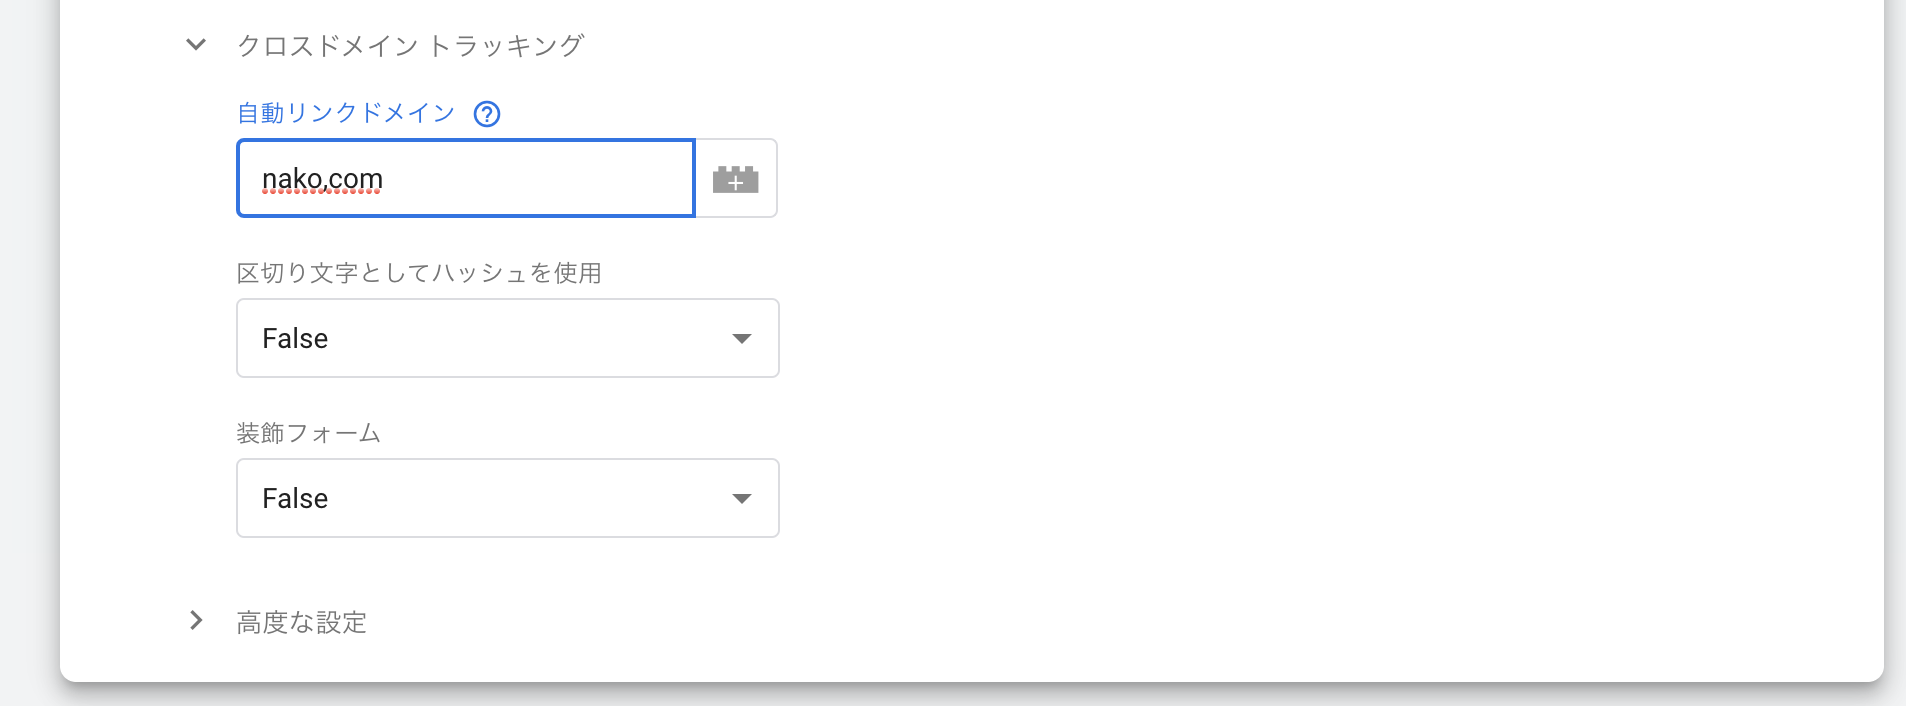 クロスドメイン トラッキング
自動リンクドメイン ?
nako,com
区切り文字としてハッシュを使用
False
装飾フォーム
False
高度な設定